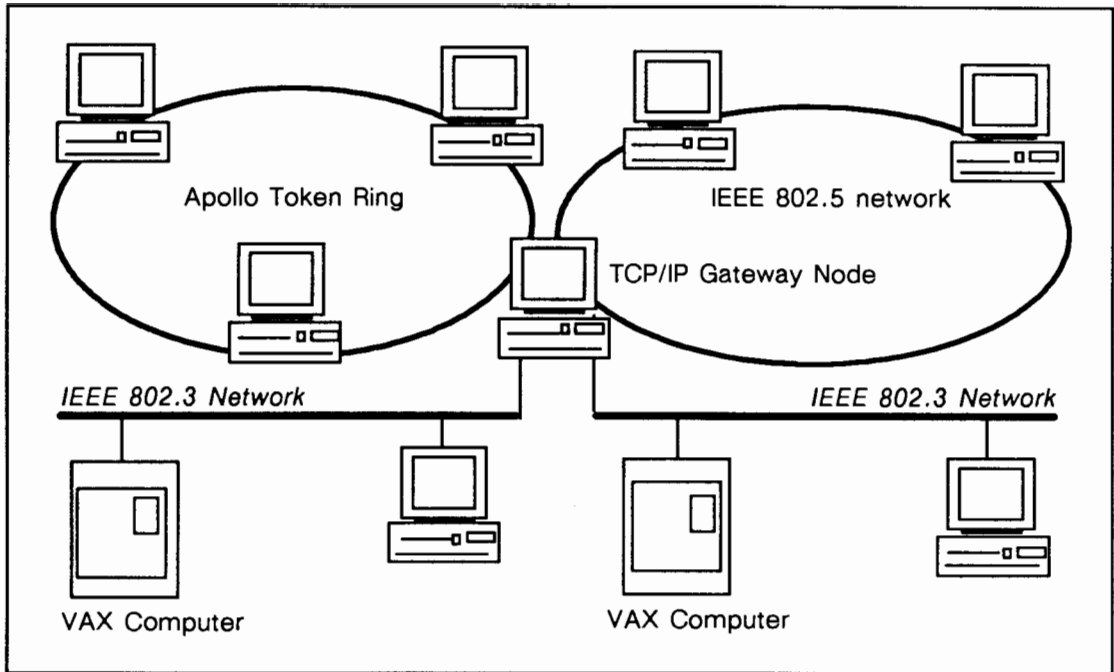 Apollo Token Ring
IEEE 802.5 network
TCP/IP Gateway Node
IEEE 802.3 Network
IEEE 802.3 Network
VAX Computer
VAX Computer